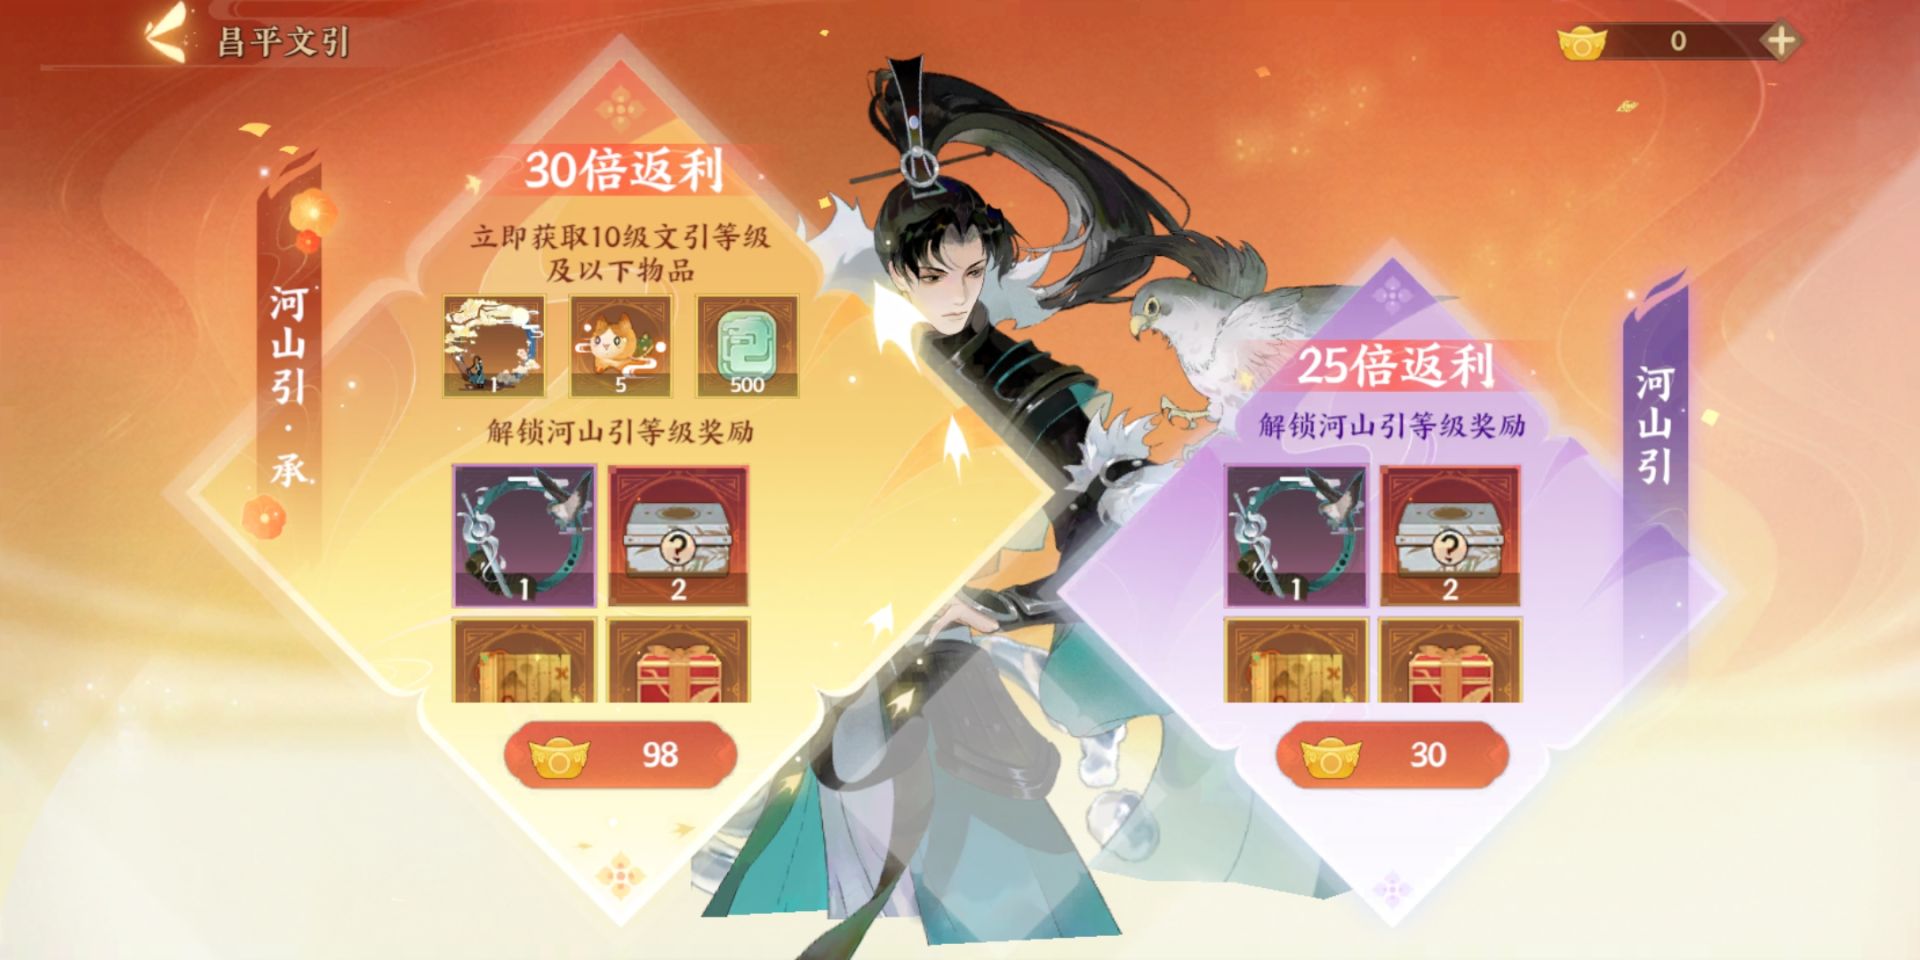 昌平文引
0
河山引·承
30倍返利
立即获取10级文引等级
及以下物品
1
5
500
解锁河山引等级奖励
1
?
2
98
25倍返利
解锁河山引等级奖励
1
?
2
30
河山引